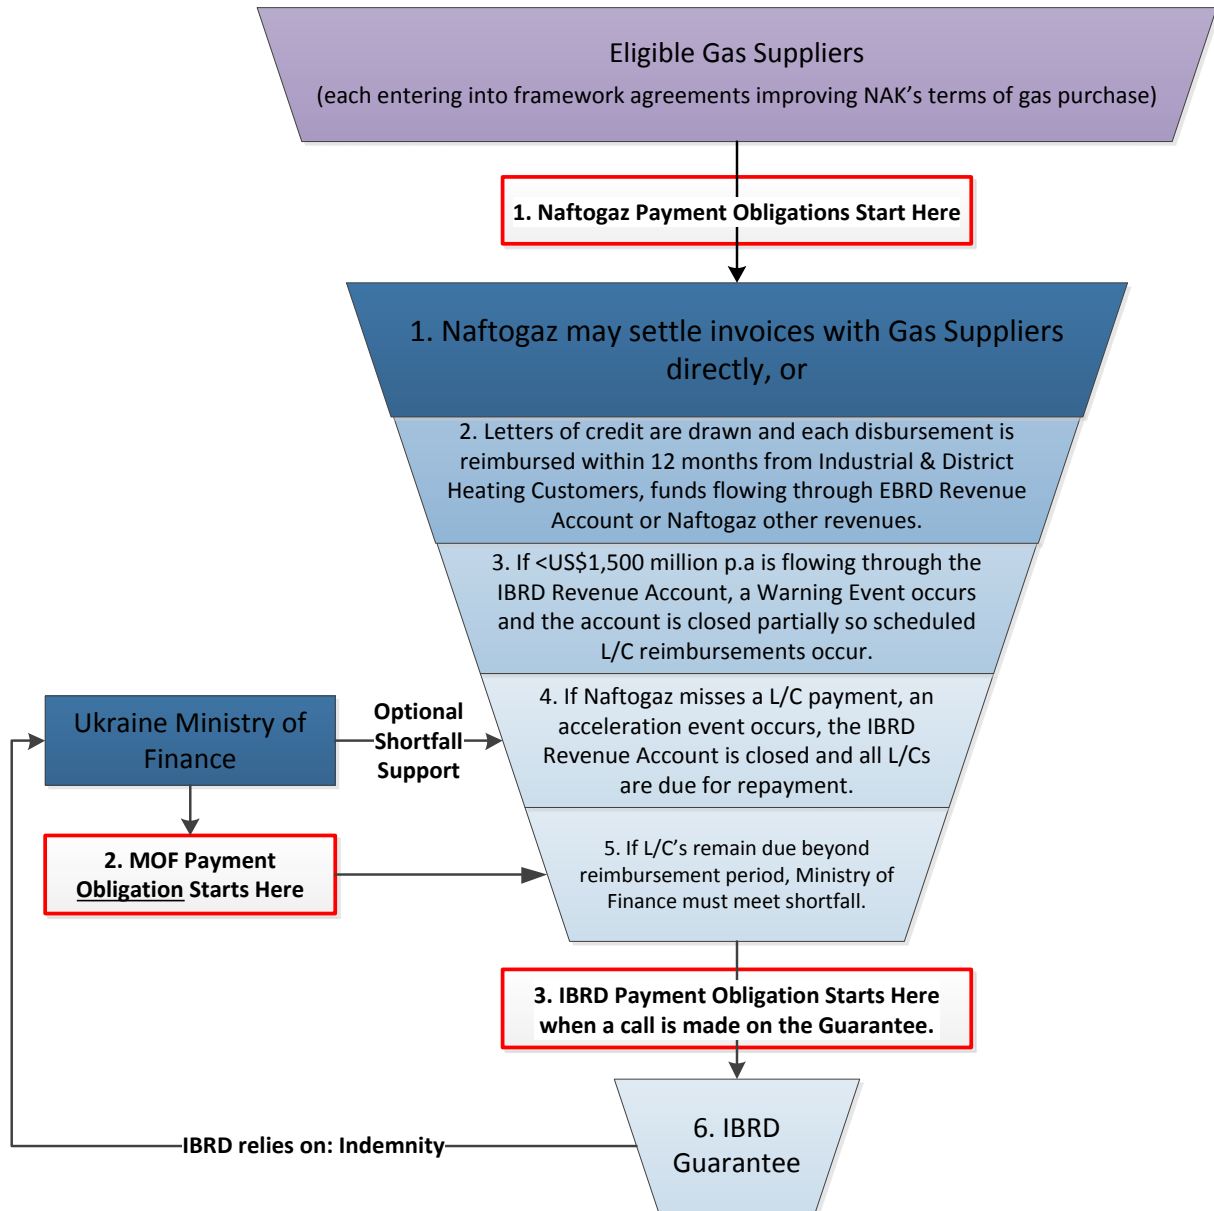 Eligible Gas Suppliers
(each entering into framework agreements improving NAK's terms of gas purchase)
1. Naftogaz Payment Obligations Start Here
1. Naftogaz may settle invoices with Gas Suppliers
directly, or
2. Letters of credit are drawn and each disbursement is
reimbursed within 12 months from Industrial & District
Heating Customers, funds flowing through EBRD Revenue
Account or Naftogaz other revenues.
3. If <US$1,500 million p.a is flowing through the
IBRD Revenue Account, a Warning Event occurs
and the account is closed partially so scheduled
L/C reimbursements occur.
4. If Naftogaz misses a L/C payment, an
acceleration event occurs, the IBRD
Revenue Account is closed and all L/Cs
are due for repayment.
Ukraine Ministry of
Finance
Optional
Shortfall
Support
2. MOF Payment
Obligation Starts Here
5. If L/C's remain due beyond
reimbursement period, Ministry of
Finance must meet shortfall.
3. IBRD Payment Obligation Starts Here
when a call is made on the Guarantee.
6. IBRD
Guarantee
IBRD relies on: Indemnity